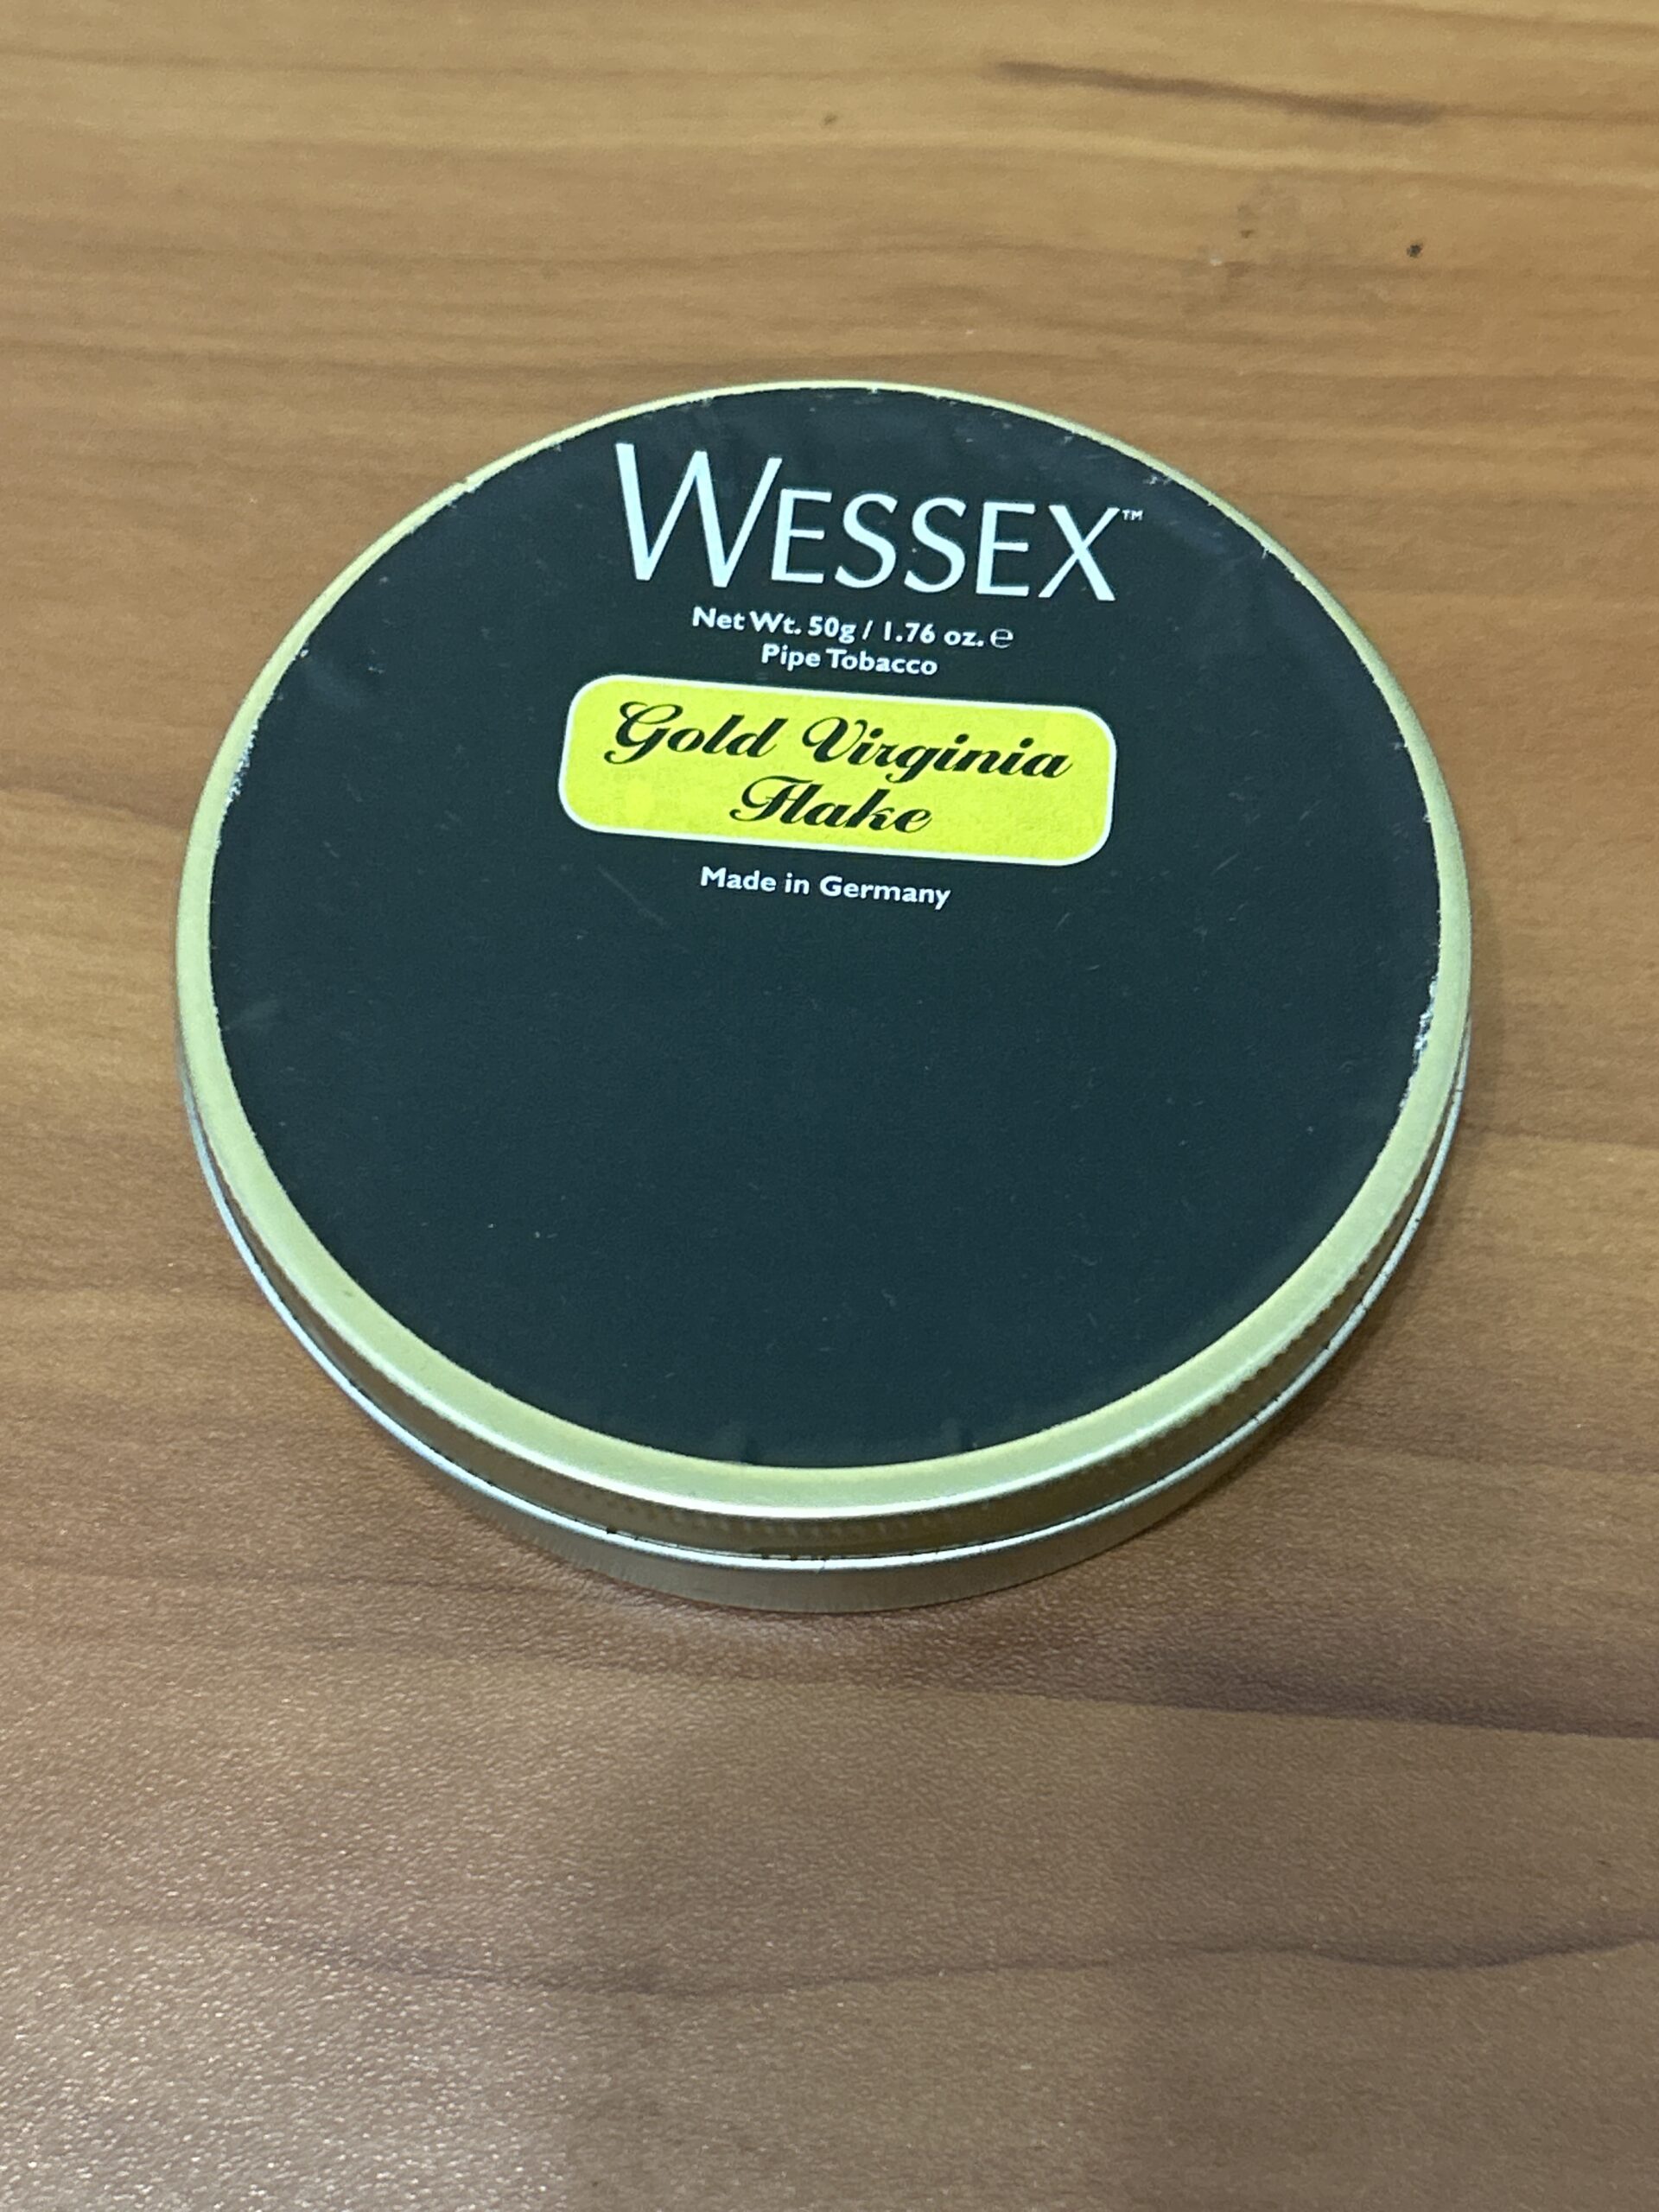 WESSEX™
Net Wt. 50g / 1.76 oz. ℮
Pipe Tobacco
Gold Virginia
Flake
Made in Germany